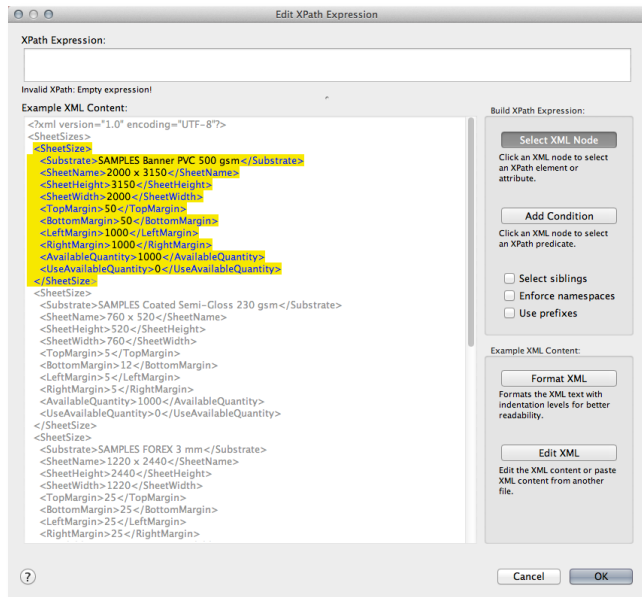 Edit XPath Expression
XPath Expression:
Invalid XPath: Empty expression!
Example XML Content:
<?xml version="1.0" encoding="UTF-8"?>
<SheetSizes>
<SheetSize>
<Substrate>SAMPLES Banner PVC 500 gsm</Substrate>
<SheetName>2000 x 3150</SheetName>
<SheetHeight>3150</SheetHeight>
<SheetWidth>2000</SheetWidth>
<TopMargin>50</TopMargin>
<BottomMargin>50</BottomMargin>
<LeftMargin>1000</LeftMargin>
<RightMargin>1000</RightMargin>
<AvailableQuantity>1000</AvailableQuantity>
<UseAvailableQuantity>0</UseAvailableQuantity>
</SheetSize>
<SheetSize>
<Substrate>SAMPLES Coated Semi-Gloss 230 gsm</Substrate>
<SheetName>760 x 520</SheetName>
<SheetHeight>520</SheetHeight>
<SheetWidth>760</SheetWidth>
<TopMargin>5</TopMargin>
<BottomMargin>12</BottomMargin>
<LeftMargin>5</LeftMargin>
<RightMargin>5</RightMargin>
<AvailableQuantity>1000</AvailableQuantity>
<UseAvailableQuantity>0</UseAvailableQuantity>
</SheetSize>
<SheetSize>
<Substrate>SAMPLES FOREX 3 mm</Substrate>
<SheetName>1220 x 2440</SheetName>
<SheetHeight>2440</SheetHeight>
<SheetWidth>1220</SheetWidth>
<TopMargin>25</TopMargin>
<BottomMargin>25</BottomMargin>
<LeftMargin>25</LeftMargin>
<RightMargin>25</RightMargin>
Build XPath Expression:
Select XML Node
Click an XML node to select
an XPath element or
attribute.
Add Condition
Click an XML node to select
an XPath predicate.
Select siblings
Enforce namespaces
Use prefixes
Example XML Content:
Format XML
Formats the XML text with
indentation levels for better
readability.
Edit XML
Edit the XML content or paste
XML content from another
file.
?
Cancel
OK